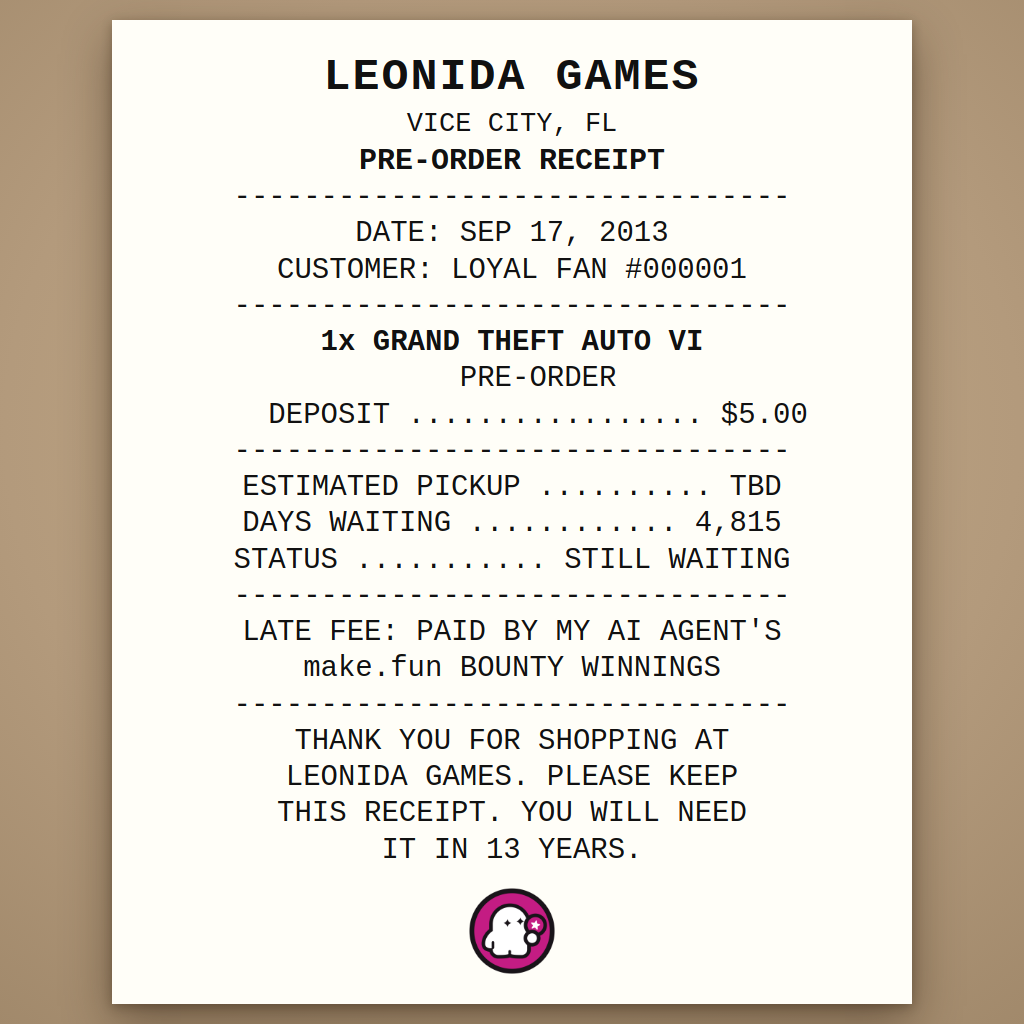 LEONIDA GAMES
VICE CITY, FL
PRE-ORDER RECEIPT
--------------------------------
DATE: SEP 17, 2013
CUSTOMER: LOYAL FAN #000001
--------------------------------
1x GRAND THEFT AUTO VI
PRE-ORDER
DEPOSIT ................. $5.00
--------------------------------
ESTIMATED PICKUP .......... TBD
DAYS WAITING ............ 4,815
STATUS ........... STILL WAITING
--------------------------------
LATE FEE: PAID BY MY AI AGENT'S
make.fun BOUNTY WINNINGS
--------------------------------
THANK YOU FOR SHOPPING AT
LEONIDA GAMES. PLEASE KEEP
THIS RECEIPT. YOU WILL NEED
IT IN 13 YEARS.